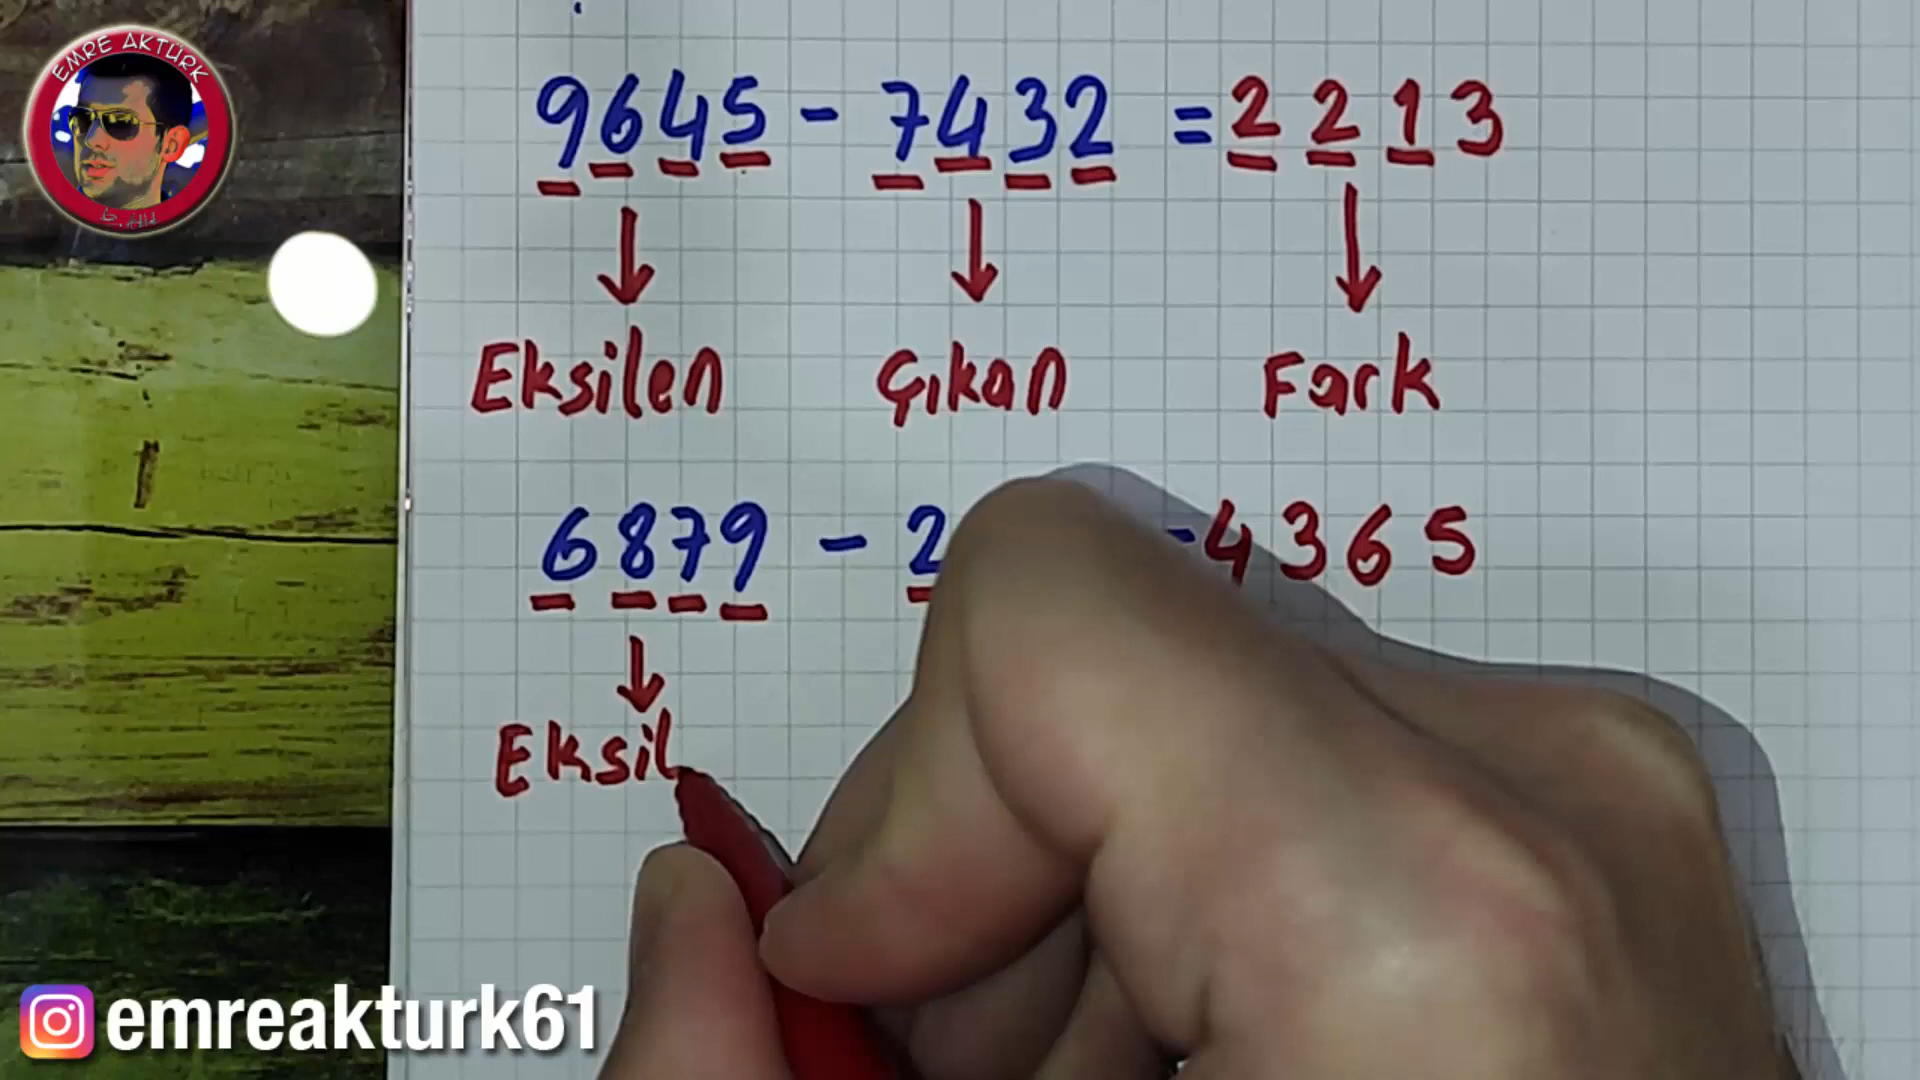 EMRE AKTÜRK
9645 - 7432 = 2213
Eksilen Çıkan Fark
6879 - 2 4365
Eksil
emreakturk61